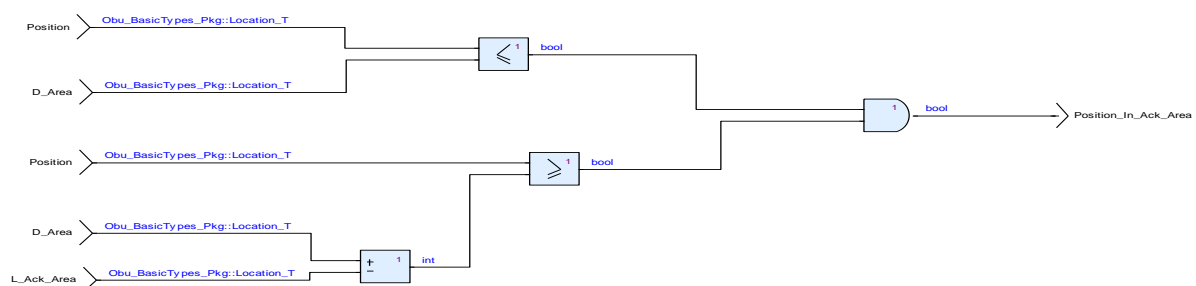 Position
Obu_BasicTypes_Pkg::Location_T
≤
1
bool
D_Area
Obu_BasicTypes_Pkg::Location_T
1
bool
Position_In_Ack_Area
Position
Obu_BasicTypes_Pkg::Location_T
≥
1
bool
D_Area
Obu_BasicTypes_Pkg::Location_T
+
−
1
int
L_Ack_Area
Obu_BasicTypes_Pkg::Location_T